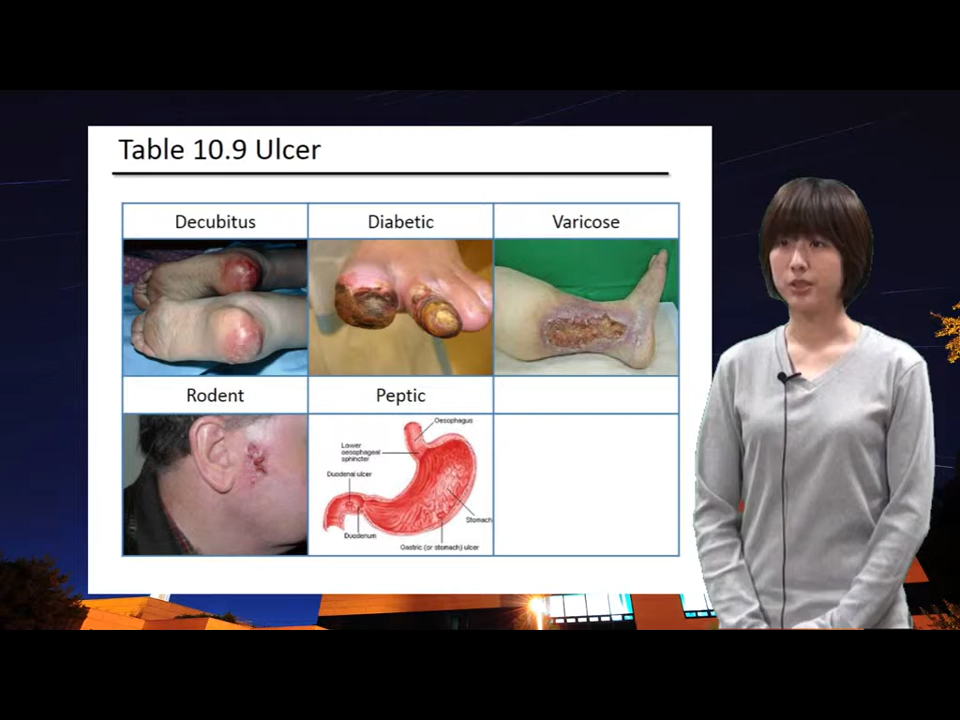 Table 10.9 Ulcer
Decubitus Diabetic Varicose
Rodent Peptic
Oesophagus
Lower
oesophageal
sphincter
Duodenal ulcer
Stomach
Duodenum
Gastric (or stomach) ulcer